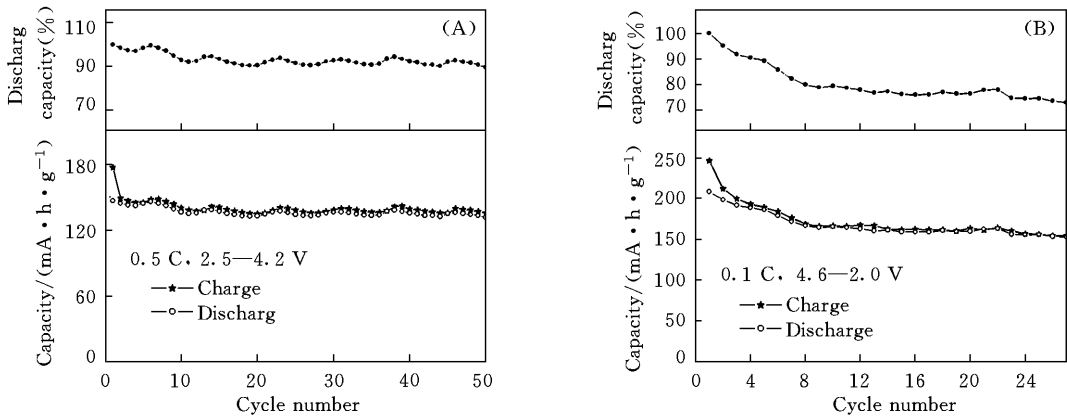 (A)
Discharg
capacity(%)
110
90
70
Capacity/(mA·h·g⁻¹)
180
120
60
0
0.5 C, 2.5—4.2 V
Charge
Discharg
0 10 20 30 40 50
Cycle number
(B)
Discharg
capacity(%)
100
90
80
70
Capacity/(mA·h·g⁻¹)
250
200
150
100
50
0
0.1 C, 4.6—2.0 V
Charge
Discharge
0 4 8 12 16 20 24
Cycle number